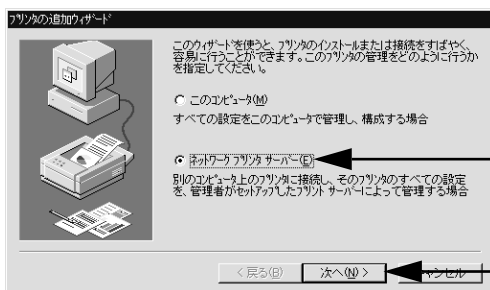 ﾌﾟﾘﾝﾀの追加ｳｨｻﾞｰﾄﾞ
このｳｨｻﾞｰﾄﾞを使うと、ﾌﾟﾘﾝﾀのｲﾝｽﾄｰﾙまたは接続をすばやく、
容易に行うことができます。このﾌﾟﾘﾝﾀの管理をどのように行うか
を指定してください。
このｺﾝﾋﾟｭｰﾀ(M)
すべての設定をこのｺﾝﾋﾟｭｰﾀで管理し、構成する場合
ﾈｯﾄﾜｰｸ ﾌﾟﾘﾝﾀ ｻｰﾊﾞｰ(E)
別のｺﾝﾋﾟｭｰﾀ上のﾌﾟﾘﾝﾀに接続し、そのﾌﾟﾘﾝﾀのすべての設定
を、管理者がｾｯﾄｱｯﾌﾟしたﾌﾟﾘﾝﾄ ｻｰﾊﾞｰによって管理する場合
< 戻る(B)
次へ(N) >
ｬﾝｾﾙ